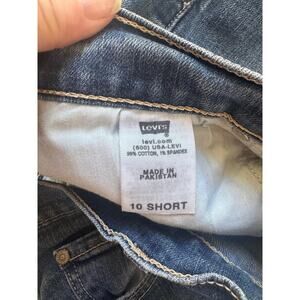 LEVI'S
levi.com
(800) USA-LEVI
99% COTTON, 1% SPANDEX
MADE IN
PAKISTAN
10 SHORT